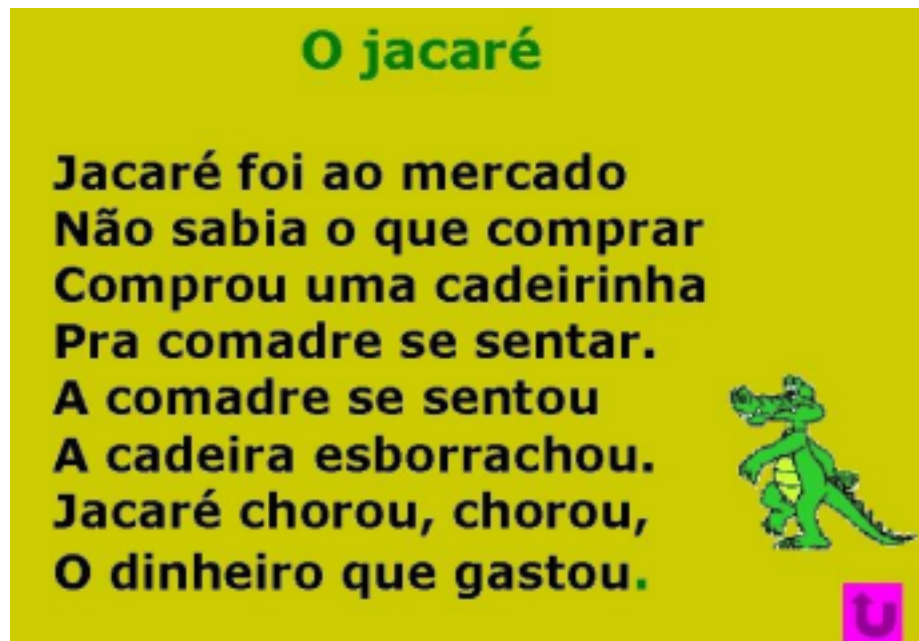 O jacaré
Jacaré foi ao mercado
Não sabia o que comprar
Comprou uma cadeirinha
Pra comadre se sentar.
A comadre se sentou
A cadeira esborrachou.
Jacaré chorou, chorou,
O dinheiro que gastou.